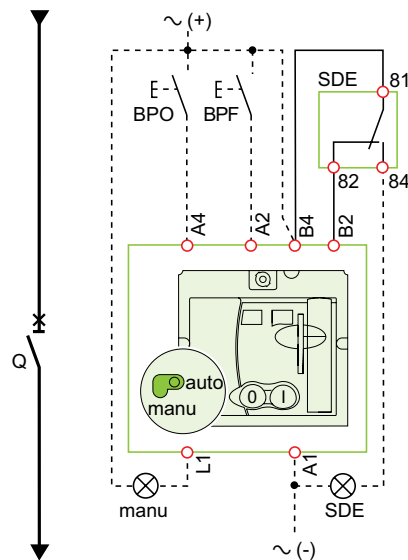 ~ (+)
SDE
81
BPO
BPF
82
84
A4
A2
B4
B2
Q
auto
manu
0
I
L1
A1
manu
SDE
~ (-)